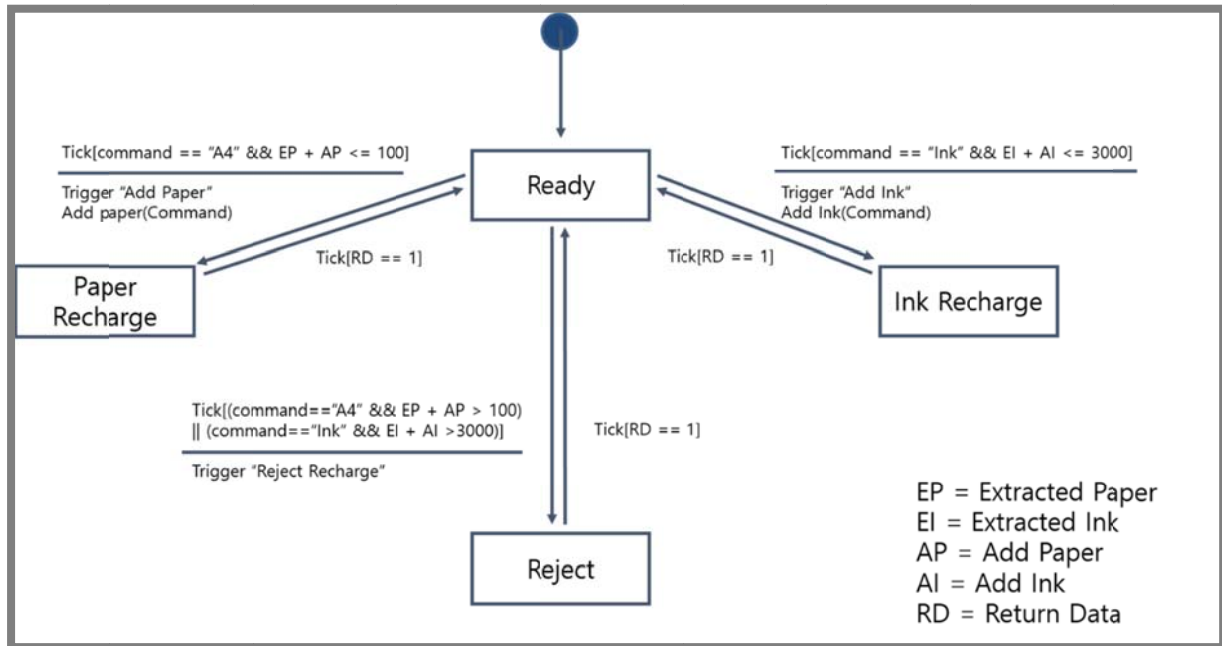 Tick[command == "A4" && EP + AP <= 100]
Trigger "Add Paper"
Add paper(Command)
Tick[command == "Ink" && EI + AI <= 3000]
Trigger "Add Ink"
Add Ink(Command)
Ready
Tick[RD == 1]
Tick[RD == 1]
Paper
Recharge
Ink Recharge
Tick[(command=="A4" && EP + AP > 100)
|| (command=="Ink" && EI + AI >3000)]
Trigger "Reject Recharge"
Tick[RD == 1]
Reject
EP = Extracted Paper
EI = Extracted Ink
AP = Add Paper
AI = Add Ink
RD = Return Data